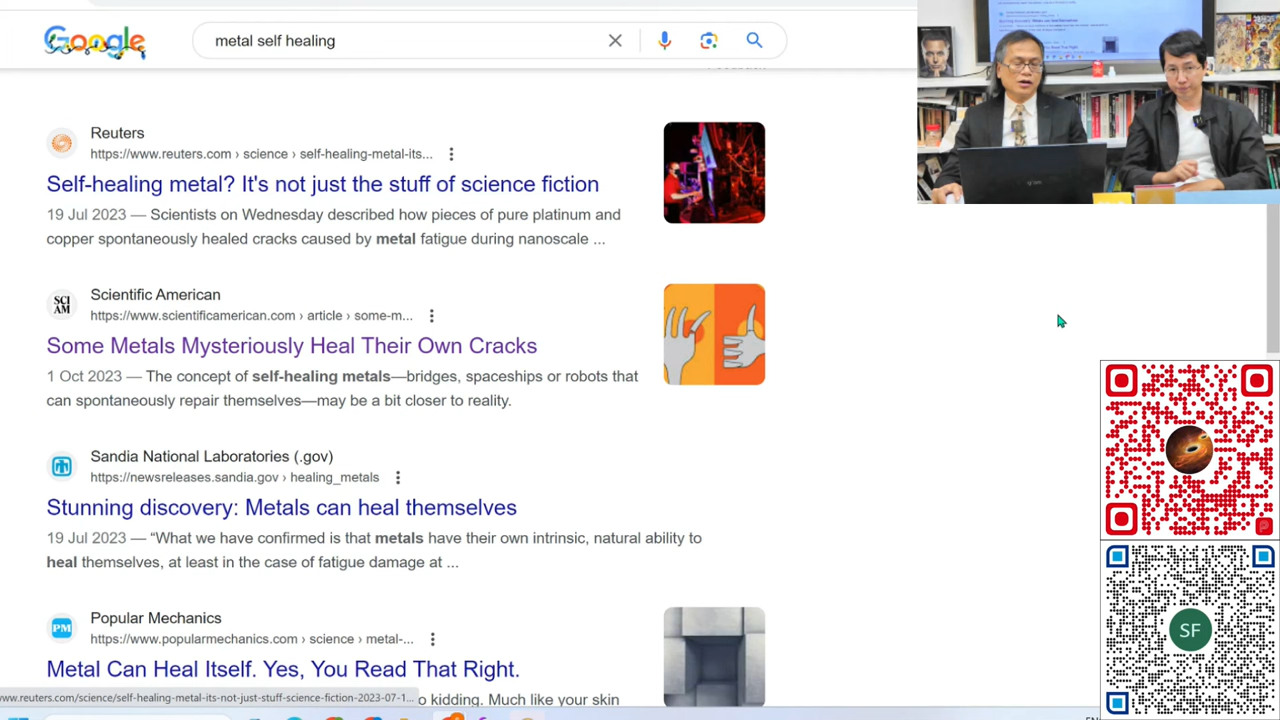 Google
metal self healing
Reuters
https://www.reuters.com › science › self-healing-metal-its...
Self-healing metal? It's not just the stuff of science fiction
19 Jul 2023 — Scientists on Wednesday described how pieces of pure platinum and
copper spontaneously healed cracks caused by metal fatigue during nanoscale ...
SCI
AM
Scientific American
https://www.scientificamerican.com › article › some-m...
Some Metals Mysteriously Heal Their Own Cracks
1 Oct 2023 — The concept of self-healing metals—bridges, spaceships or robots that
can spontaneously repair themselves—may be a bit closer to reality.
Sandia National Laboratories (.gov)
https://newsreleases.sandia.gov › healing_metals
Stunning discovery: Metals can heal themselves
19 Jul 2023 — “What we have confirmed is that metals have their own intrinsic, natural ability to
heal themselves, at least in the case of fatigue damage at ...
PM
Popular Mechanics
https://www.popularmechanics.com › science › metal-...
Metal Can Heal Itself. Yes, You Read That Right.
kidding. Much like your skin
www.reuters.com/science/self-healing-metal-its-not-just-stuff-science-fiction-2023-07-1
SF